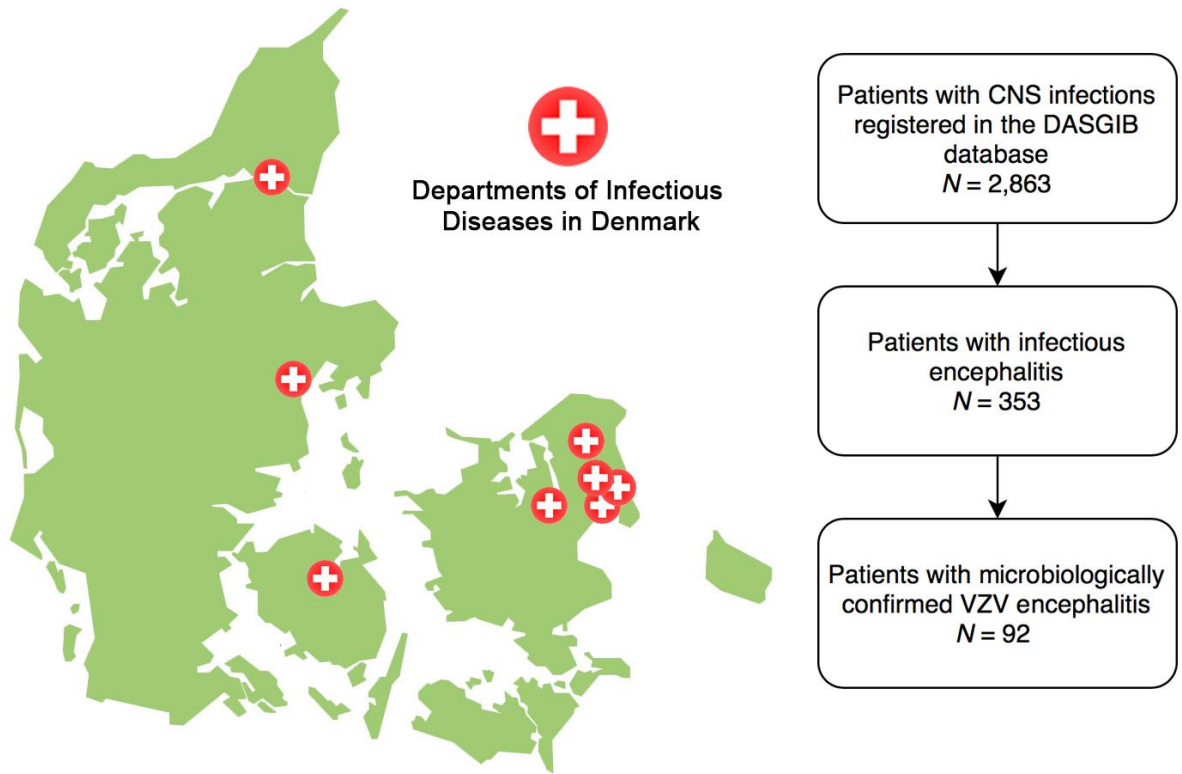 Departments of Infectious
Diseases in Denmark
Patients with CNS infections
registered in the DASGIB
database
N = 2,863
Patients with infectious
encephalitis
N = 353
Patients with microbiologically
confirmed VZV encephalitis
N = 92